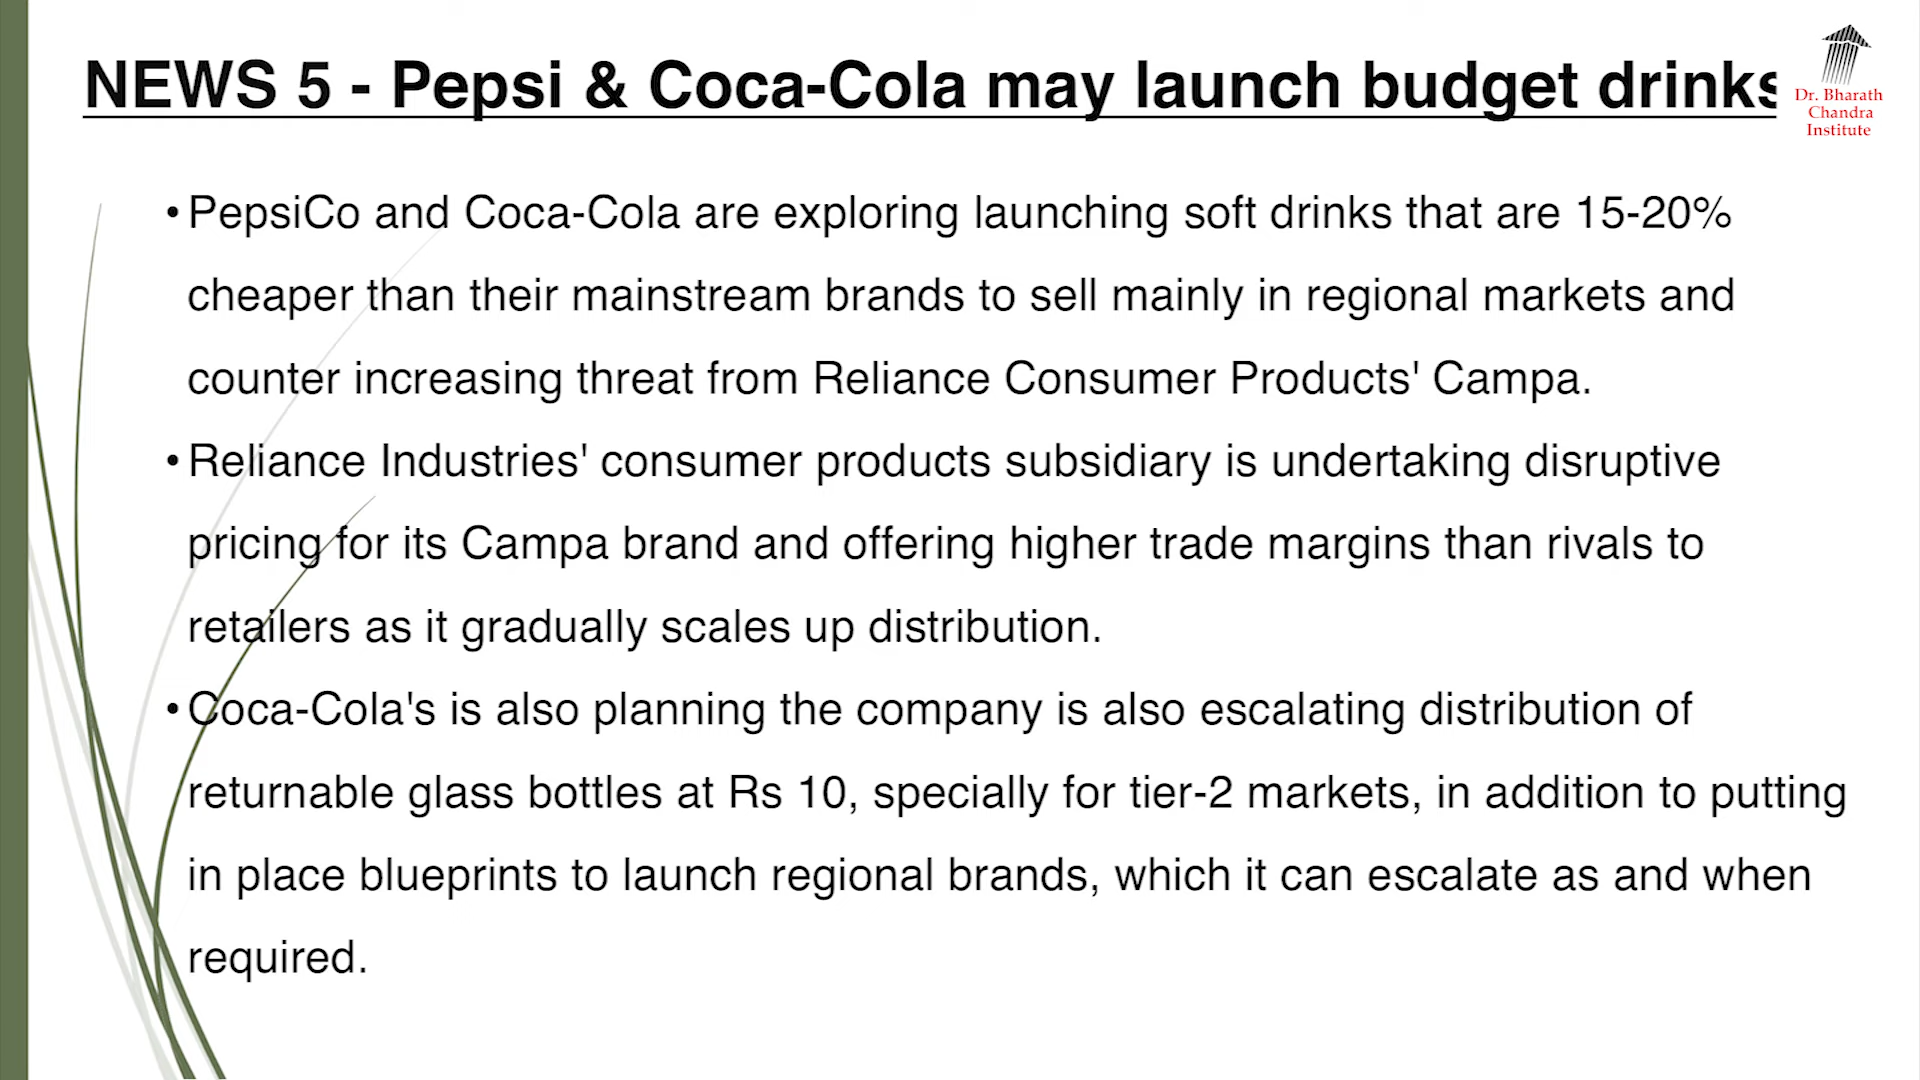 NEWS 5 - Pepsi & Coca-Cola may launch budget drinks
Dr. Bharath
Chandra
Institute
•PepsiCo and Coca-Cola are exploring launching soft drinks that are 15-20%
cheaper than their mainstream brands to sell mainly in regional markets and
counter increasing threat from Reliance Consumer Products' Campa.
•Reliance Industries' consumer products subsidiary is undertaking disruptive
pricing for its Campa brand and offering higher trade margins than rivals to
retailers as it gradually scales up distribution.
•Coca-Cola's is also planning the company is also escalating distribution of
returnable glass bottles at Rs 10, specially for tier-2 markets, in addition to putting
in place blueprints to launch regional brands, which it can escalate as and when
required.